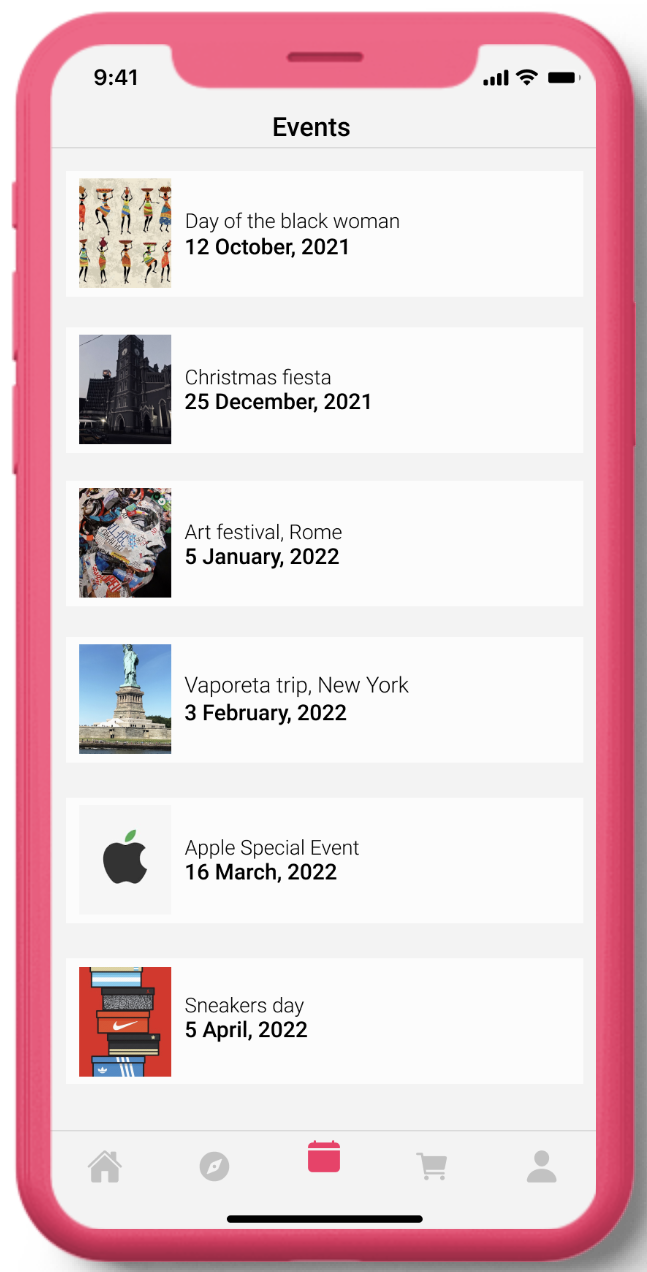 9:41
Events
Day of the black woman
12 October, 2021
Christmas fiesta
25 December, 2021
Art festival, Rome
5 January, 2022
Vaporeta trip, New York
3 February, 2022
Apple Special Event
16 March, 2022
Sneakers day
5 April, 2022